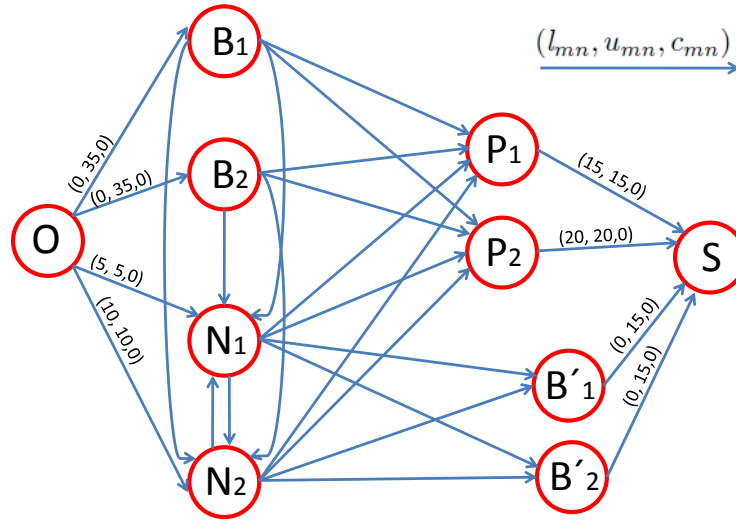 B1
(l_mn, u_mn, c_mn)
(0, 35,0)
P1
(15, 15,0)
B2
(0, 35,0)
O
P2
(20, 20,0)
S
(5, 5,0)
(10, 10,0)
N1
(0, 15,0)
B´1
(0, 15,0)
N2
B´2